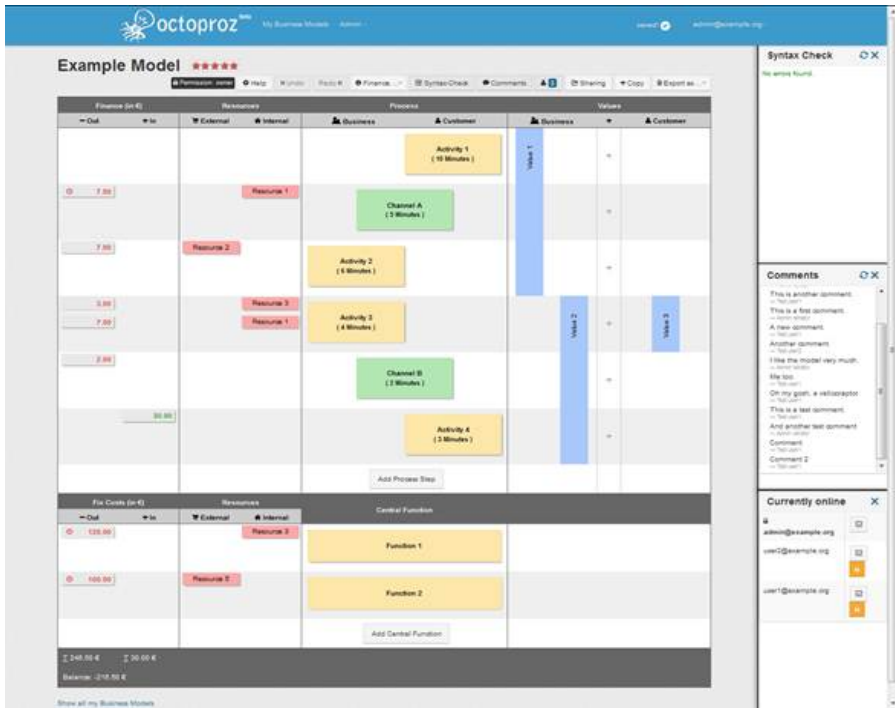 octoproz beta
My Business Models Admin
saved!
admin@example.org
Example Model
Permission: owner Help Undo Redo Finance... Syntax-Check Comments Sharing Copy Export as ...
Finance (in €) Resources Process Values
Out In External Internal Business Customer Business Customer
Activity 1
( 10 Minutes )
Value 1
7.00 Resource 1
Channel A
( 3 Minutes )
7.00 Resource 2
Activity 2
( 6 Minutes )
3.00 Resource 3
7.00 Resource 1
Activity 3
( 4 Minutes )
Value 2
Value 3
2.00
Channel B
( 2 Minutes )
30.00
Activity 4
( 3 Minutes )
Add Process Step
Fix Costs (in €) Resources Central Function
Out In External Internal
Resource 3
Function 1
100.00
Function 2
Add Central Function
30.00 €
Show all my Business Models
Syntax Check
No errors found.
Comments
This is another comment.
This is a first comment.
A new comment.
Another comment
I like the model very much.
Me too.
Oh my gosh, a velociraptor
This is a test comment.
And another test comment
Comment
Comment 2
Currently online
admin@example.org
user2@example.org
user1@example.org